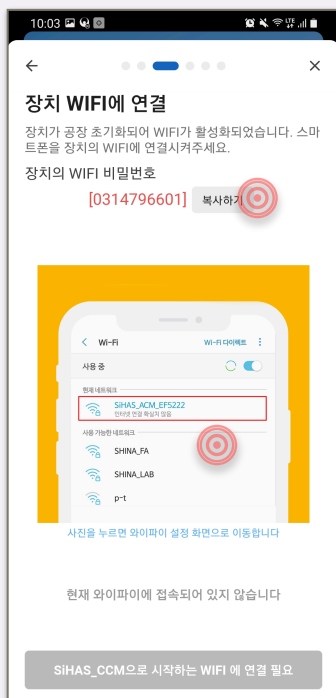 10:03
장치 WIFI에 연결
장치가 공장 초기화되어 WIFI가 활성화되었습니다. 스마
트폰을 장치의 WIFI에 연결시켜주세요.
장치의 WIFI 비밀번호
[0314796601] 복사하기
Wi-Fi Wi-Fi 다이렉트
사용 중
현재 네트워크
SiHAS_ACM_EF5222
인터넷 연결 확실치 않음
사용 가능한 네트워크
SHINA_FA
SHINA_LAB
p-t
사진을 누르면 와이파이 설정 화면으로 이동합니다
현재 와이파이에 접속되어 있지 않습니다
SiHAS_CCM으로 시작하는 WIFI 에 연결 필요